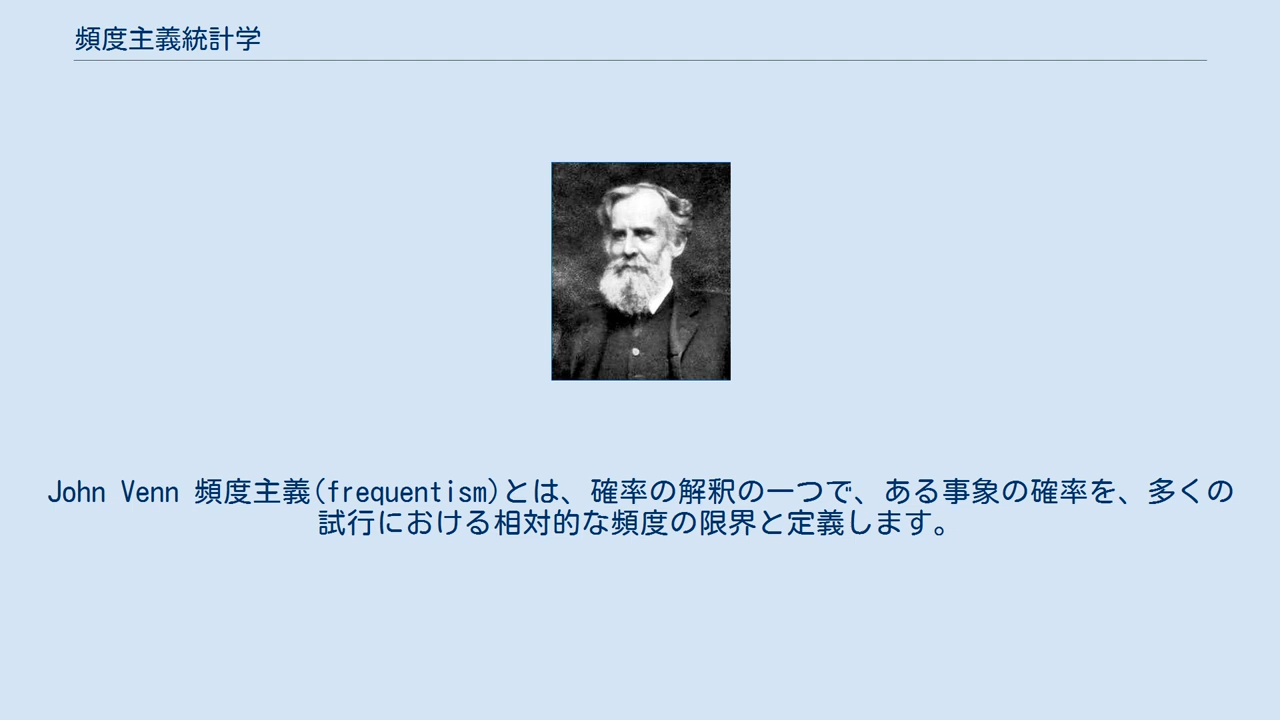 頻度主義統計学
John Venn 頻度主義(frequentism)とは、確率の解釈の一つで、ある事象の確率を、多くの
試行における相対的な頻度の限界と定義します。